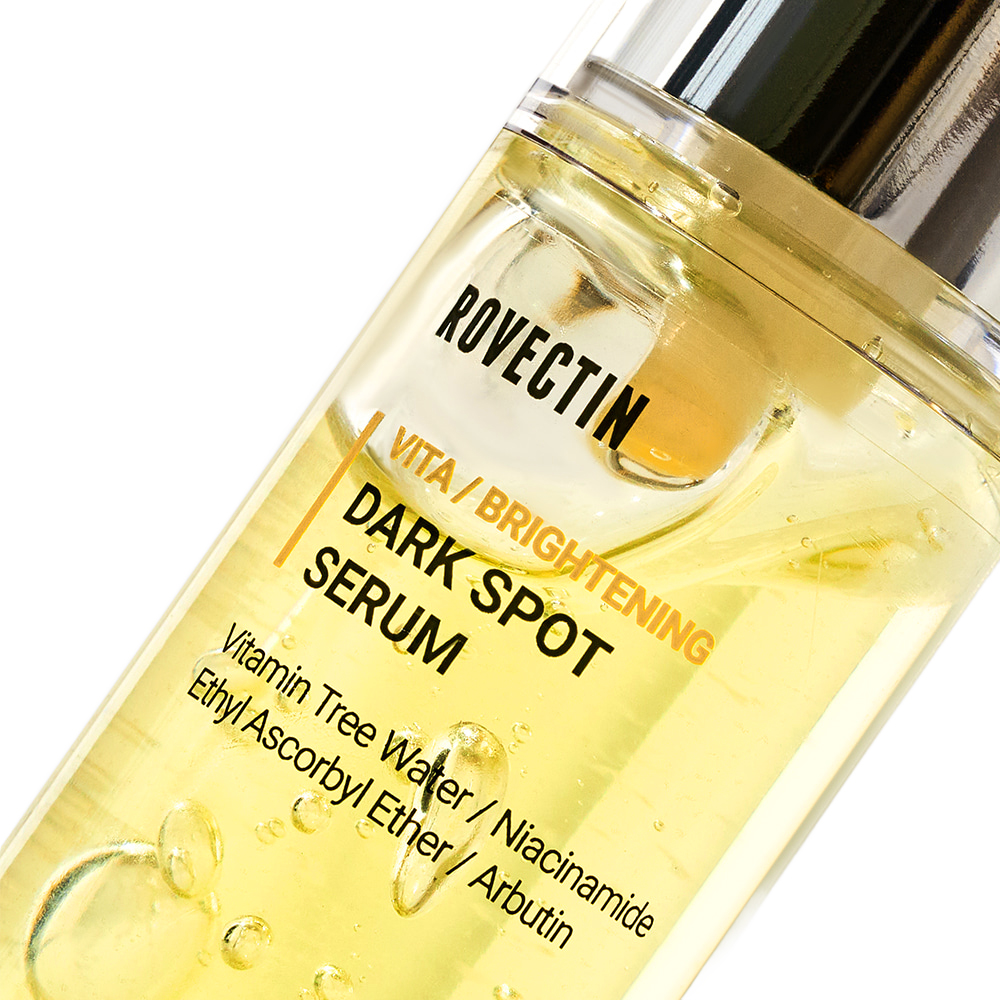 ROVECTIN
VITA / BRIGHTENING
DARK SPOT
SERUM
Vitamin Tree Water / Niacinamide
Ethyl Ascorbyl Ether / Arbutin